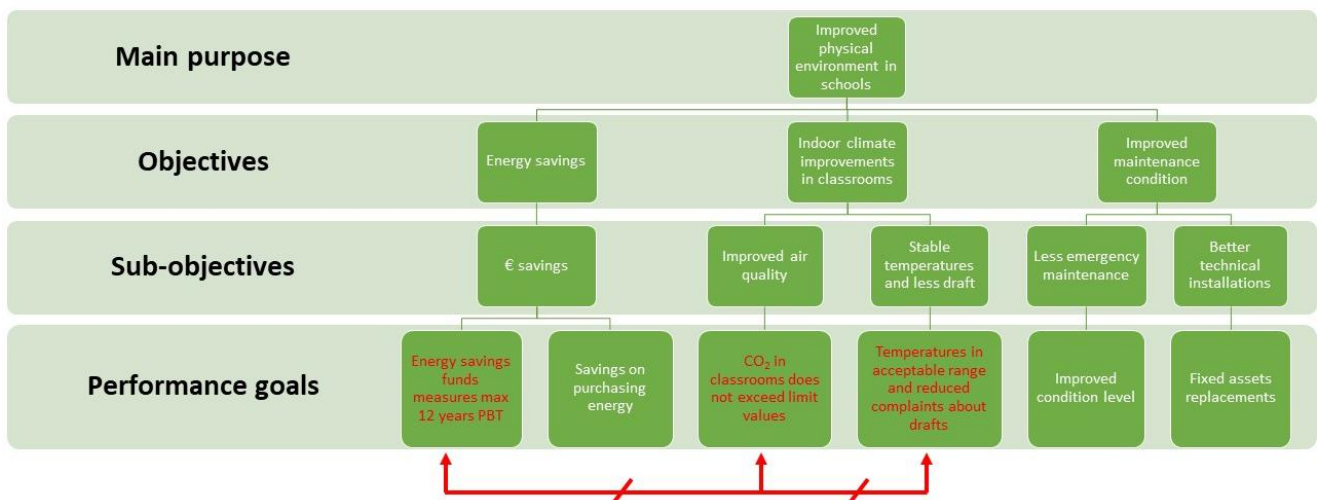 Main purpose
Improved
physical
environment in
schools
Objectives
Energy savings
Indoor climate
improvements
in classrooms
Improved
maintenance
condition
Sub-objectives
€ savings
Improved air
quality
Stable
temperatures
and less draft
Less emergency
maintenance
Better
technical
installations
Performance goals
Energy savings
funds
measures max
12 years PBT
Savings on
purchasing
energy
CO₂ in
classrooms does
not exceed limit
values
Temperatures in
acceptable range
and reduced
complaints about
drafts
Improved
condition level
Fixed assets
replacements